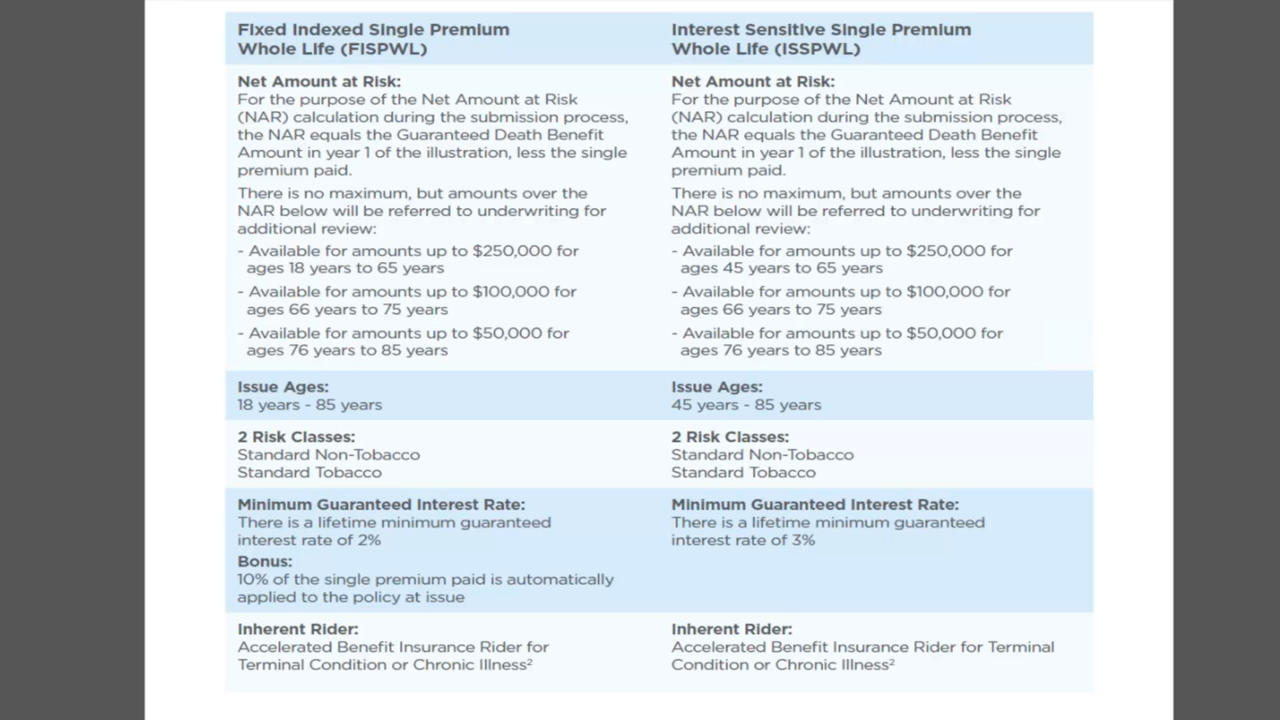 Fixed Indexed Single Premium
Whole Life (FISPWL)
Net Amount at Risk:
For the purpose of the Net Amount at Risk
(NAR) calculation during the submission process,
the NAR equals the Guaranteed Death Benefit
Amount in year 1 of the illustration, less the single
premium paid.
There is no maximum, but amounts over the
NAR below will be referred to underwriting for
additional review:
- Available for amounts up to $250,000 for
ages 18 years to 65 years
- Available for amounts up to $100,000 for
ages 66 years to 75 years
- Available for amounts up to $50,000 for
ages 76 years to 85 years
Issue Ages:
18 years - 85 years
2 Risk Classes:
Standard Non-Tobacco
Standard Tobacco
Minimum Guaranteed Interest Rate:
There is a lifetime minimum guaranteed
interest rate of 2%
Bonus:
10% of the single premium paid is automatically
applied to the policy at issue
Inherent Rider:
Accelerated Benefit Insurance Rider for
Terminal Condition or Chronic Illness²
Interest Sensitive Single Premium
Whole Life (ISSPWL)
Net Amount at Risk:
For the purpose of the Net Amount at Risk
(NAR) calculation during the submission process,
the NAR equals the Guaranteed Death Benefit
Amount in year 1 of the illustration, less the single
premium paid.
There is no maximum, but amounts over the
NAR below will be referred to underwriting for
additional review:
- Available for amounts up to $250,000 for
ages 45 years to 65 years
- Available for amounts up to $100,000 for
ages 66 years to 75 years
- Available for amounts up to $50,000 for
ages 76 years to 85 years
Issue Ages:
45 years - 85 years
2 Risk Classes:
Standard Non-Tobacco
Standard Tobacco
Minimum Guaranteed Interest Rate:
There is a lifetime minimum guaranteed
interest rate of 3%
Inherent Rider:
Accelerated Benefit Insurance Rider for Terminal
Condition or Chronic Illness²